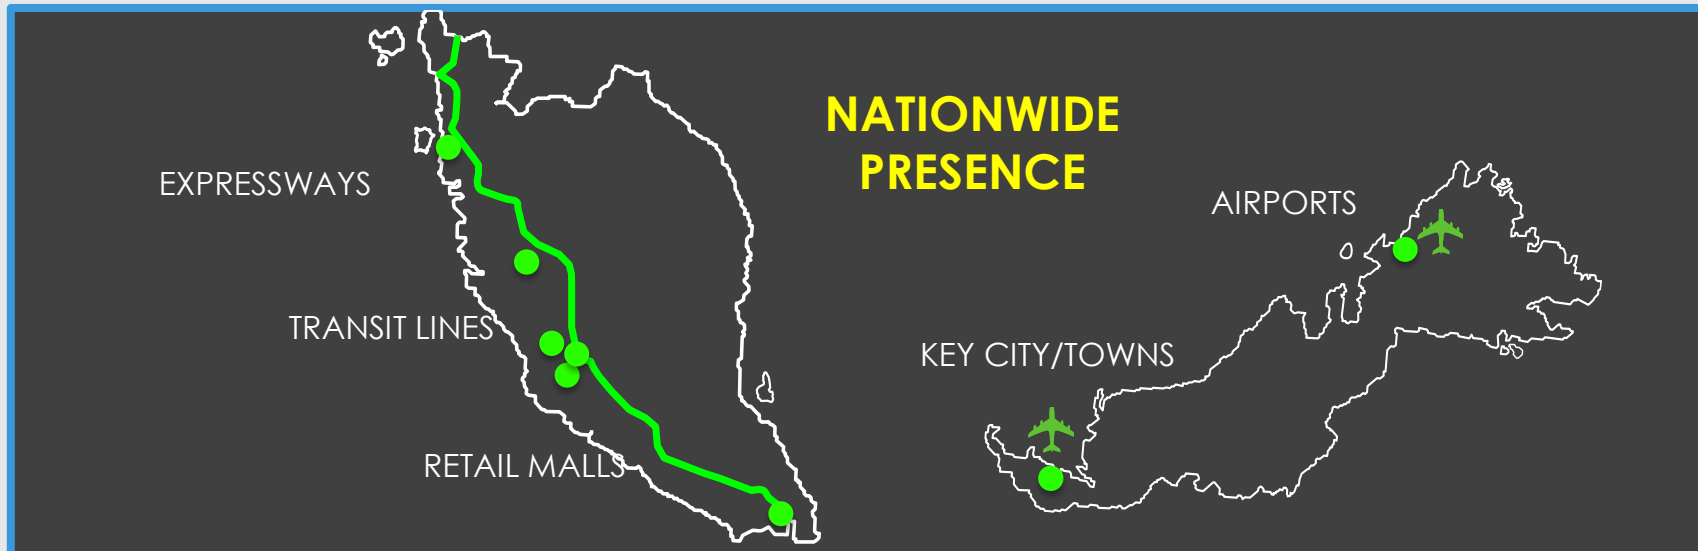 NATIONWIDE
PRESENCE
EXPRESSWAYS
AIRPORTS
TRANSIT LINES
KEY CITY/TOWNS
RETAIL MALLS